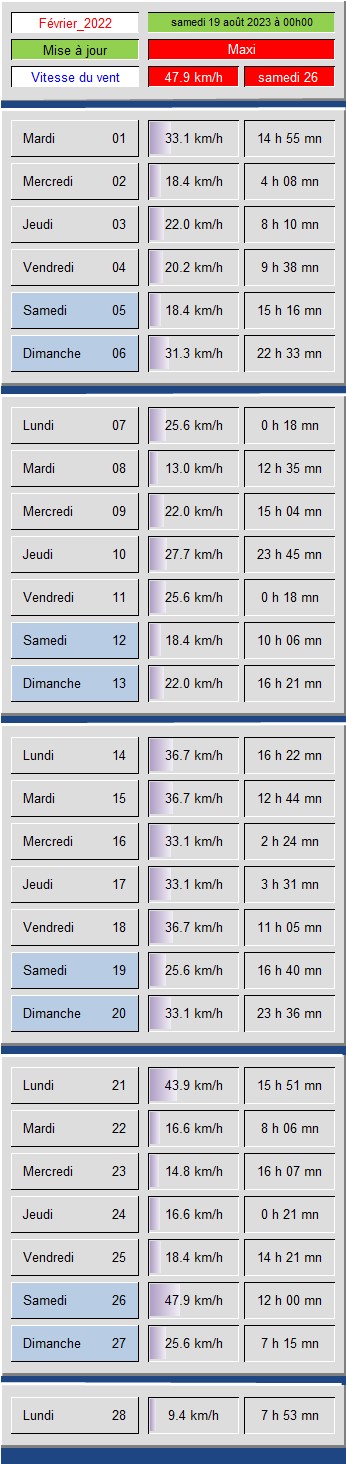 Février_2022 samedi 19 août 2023 à 00h00
Mise à jour Maxi
Vitesse du vent 47.9 km/h samedi 26
Mardi 01 33.1 km/h 14 h 55 mn
Mercredi 02 18.4 km/h 4 h 08 mn
Jeudi 03 22.0 km/h 8 h 10 mn
Vendredi 04 20.2 km/h 9 h 38 mn
Samedi 05 18.4 km/h 15 h 16 mn
Dimanche 06 31.3 km/h 22 h 33 mn
Lundi 07 25.6 km/h 0 h 18 mn
Mardi 08 13.0 km/h 12 h 35 mn
Mercredi 09 22.0 km/h 15 h 04 mn
Jeudi 10 27.7 km/h 23 h 45 mn
Vendredi 11 25.6 km/h 0 h 18 mn
Samedi 12 18.4 km/h 10 h 06 mn
Dimanche 13 22.0 km/h 16 h 21 mn
Lundi 14 36.7 km/h 16 h 22 mn
Mardi 15 36.7 km/h 12 h 44 mn
Mercredi 16 33.1 km/h 2 h 24 mn
Jeudi 17 33.1 km/h 3 h 31 mn
Vendredi 18 36.7 km/h 11 h 05 mn
Samedi 19 25.6 km/h 16 h 40 mn
Dimanche 20 33.1 km/h 23 h 36 mn
Lundi 21 43.9 km/h 15 h 51 mn
Mardi 22 16.6 km/h 8 h 06 mn
Mercredi 23 14.8 km/h 16 h 07 mn
Jeudi 24 16.6 km/h 0 h 21 mn
Vendredi 25 18.4 km/h 14 h 21 mn
Samedi 26 47.9 km/h 12 h 00 mn
Dimanche 27 25.6 km/h 7 h 15 mn
Lundi 28 9.4 km/h 7 h 53 mn